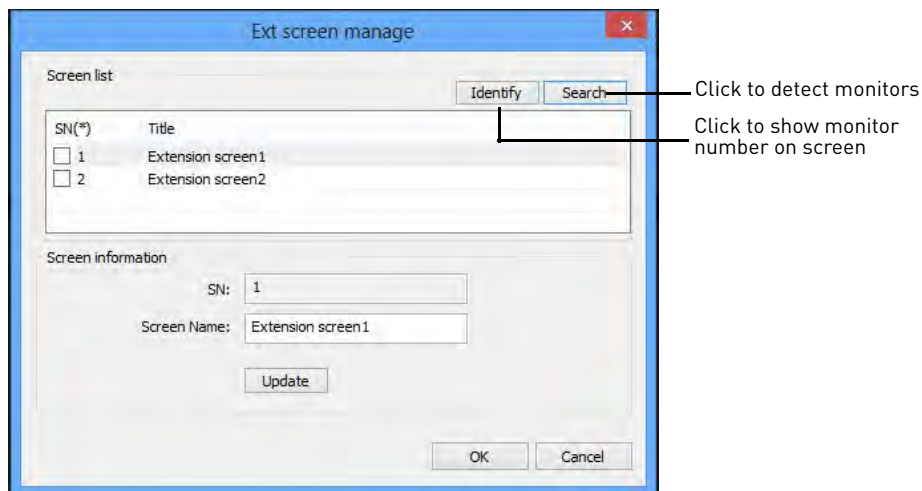 Ext screen manage
Screen list
Identify Search
Click to detect monitors
Click to show monitor
number on screen
SN(*) Title
1 Extension screen1
2 Extension screen2
Screen information
SN: 1
Screen Name: Extension screen1
Update
OK Cancel